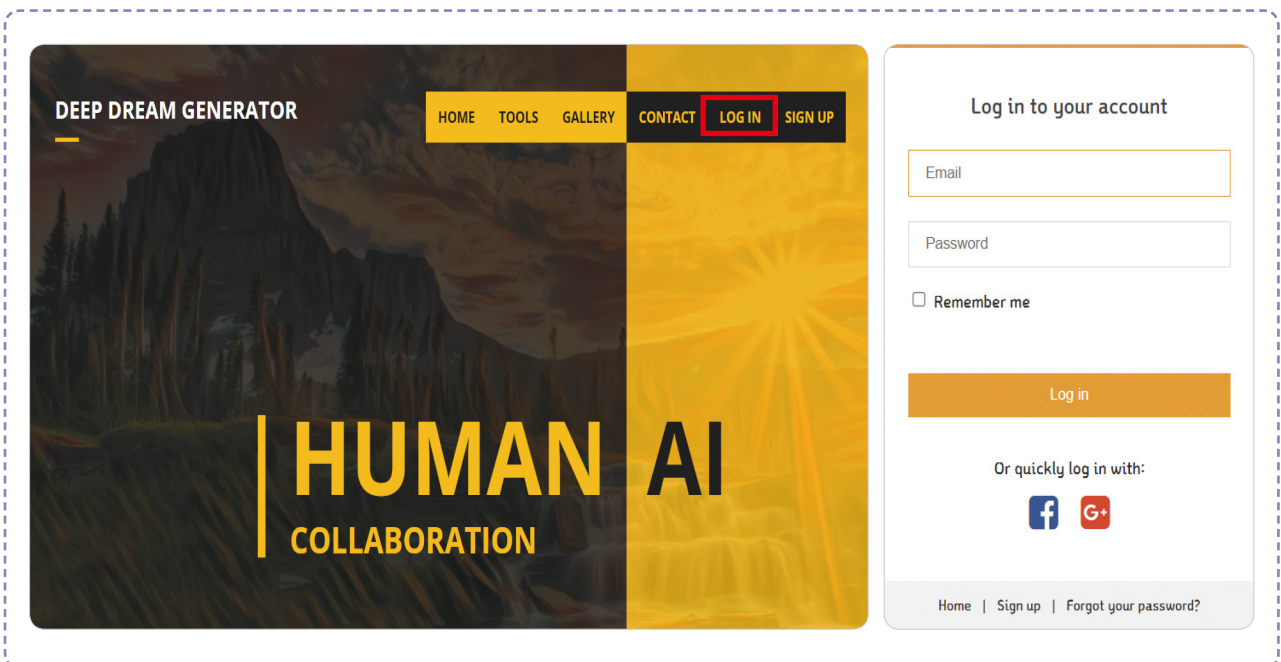 DEEP DREAM GENERATOR
HOME TOOLS GALLERY CONTACT LOG IN SIGN UP
HUMAN AI
COLLABORATION
Log in to your account
Email
Password
Remember me
Log in
Or quickly log in with:
f G+
Home | Sign up | Forgot your password?